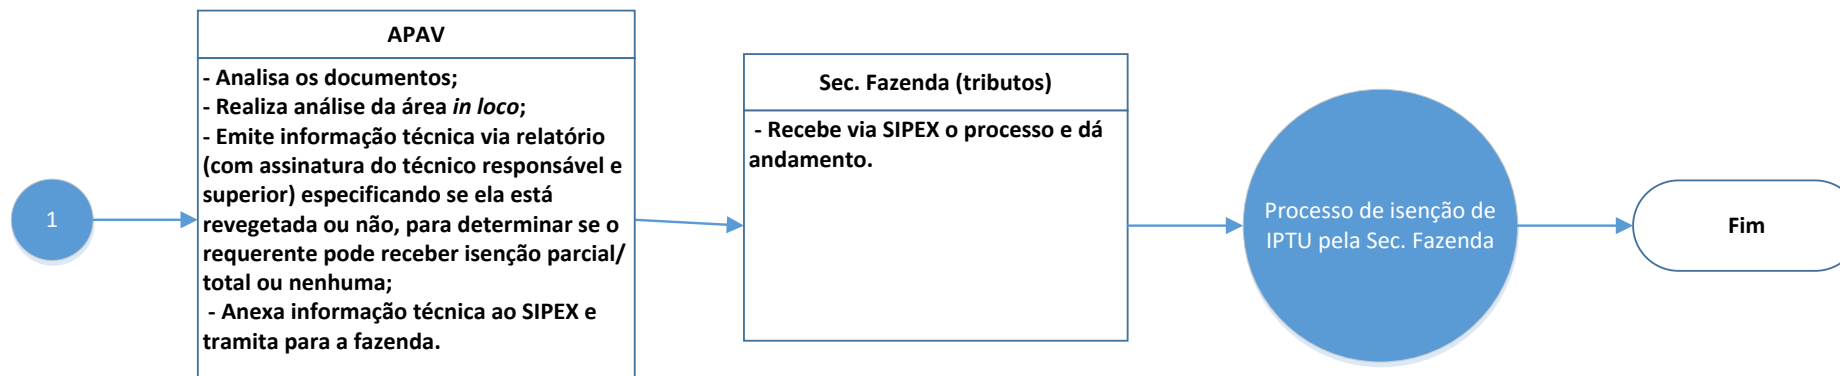 1
APAV
- Analisa os documentos;
- Realiza análise da área in loco;
- Emite informação técnica via relatório
(com assinatura do técnico responsável e
superior) especificando se ela está
revegetada ou não, para determinar se o
requerente pode receber isenção parcial/
total ou nenhuma;
- Anexa informação técnica ao SIPEX e
tramita para a fazenda.
Sec. Fazenda (tributos)
- Recebe via SIPEX o processo e dá
andamento.
Processo de isenção de
IPTU pela Sec. Fazenda
Fim